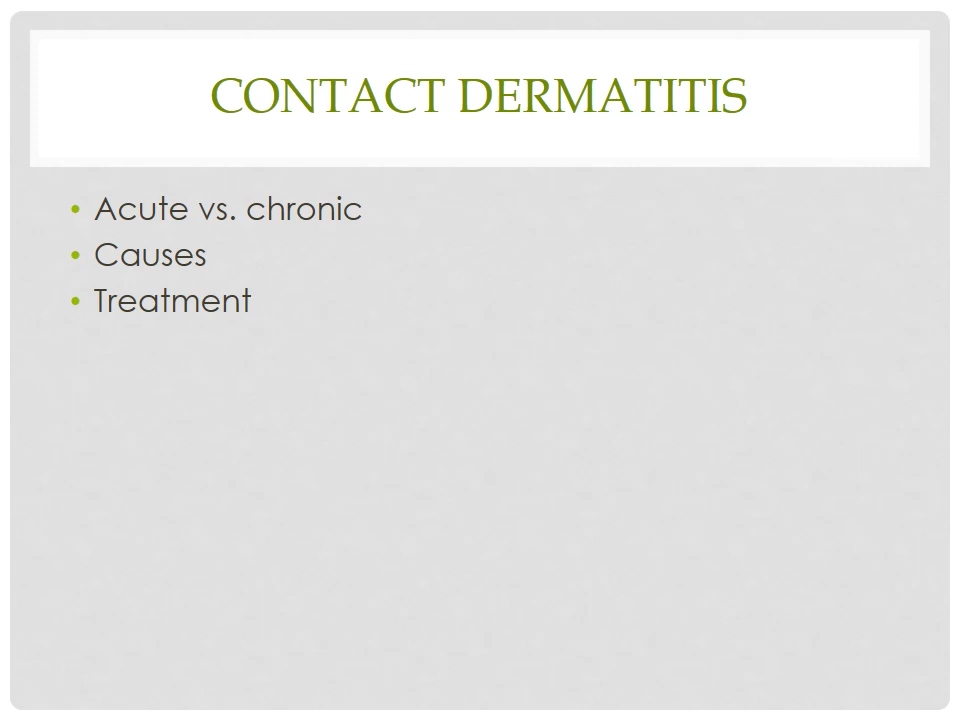 CONTACT DERMATITIS
• Acute vs. chronic
• Causes
• Treatment